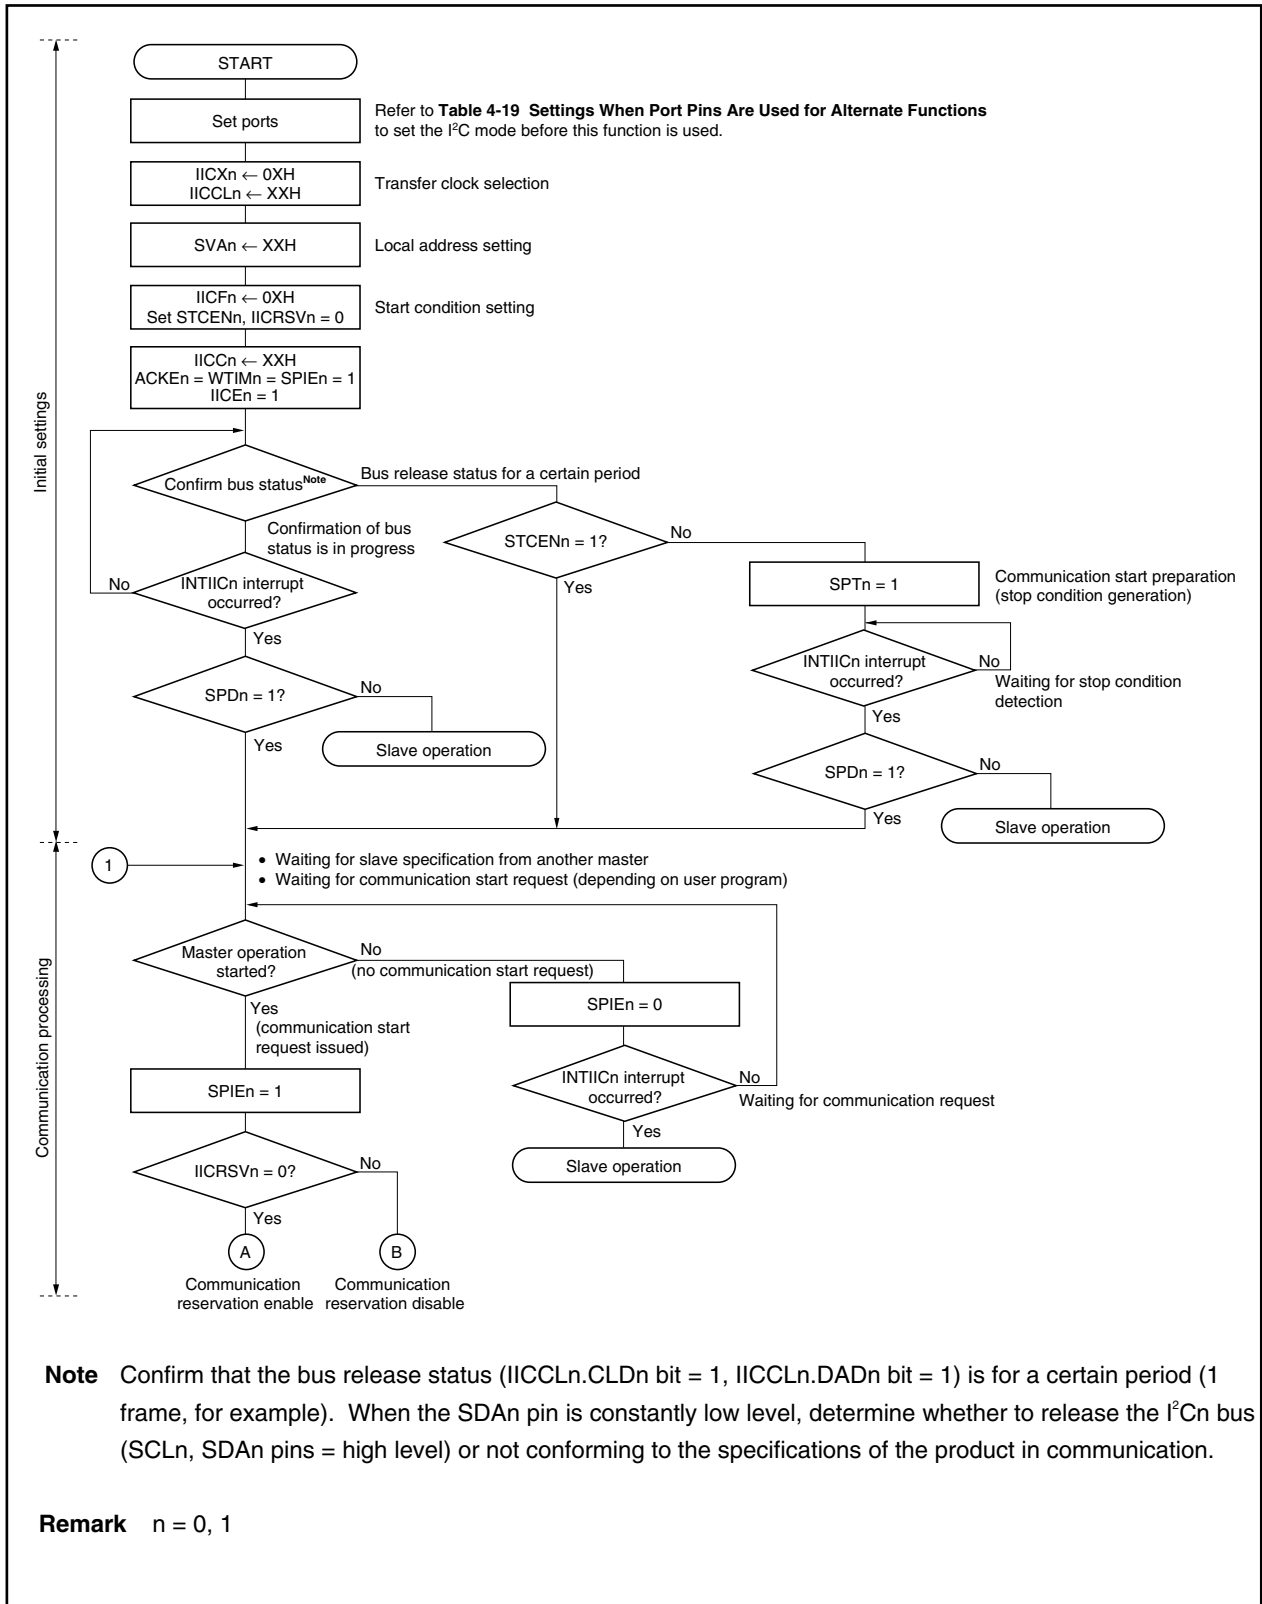 START
Set ports
Refer to Table 4-19 Settings When Port Pins Are Used for Alternate Functions
to set the I²C mode before this function is used.
IICXn ← 0XH
IICCLn ← XXH
Transfer clock selection
SVAn ← XXH
Local address setting
IICFn ← 0XH
Set STCENn, IICRSVn = 0
Start condition setting
IICCn ← XXH
ACKEn = WTIMn = SPIEn = 1
IICEn = 1
Initial settings
Confirm bus statusNote
Bus release status for a certain period
Confirmation of bus
status is in progress
STCENn = 1?
No
Yes
INTIICn interrupt
occurred?
No
Yes
SPTn = 1
Communication start preparation
(stop condition generation)
INTIICn interrupt
occurred?
No
Waiting for stop condition
detection
Yes
SPDn = 1?
No
Yes
Slave operation
SPDn = 1?
No
Yes
Slave operation
1
• Waiting for slave specification from another master
• Waiting for communication start request (depending on user program)
Communication processing
Master operation
started?
No
(no communication start request)
Yes
(communication start
request issued)
SPIEn = 0
INTIICn interrupt
occurred?
No
Waiting for communication request
Yes
Slave operation
SPIEn = 1
IICRSVn = 0?
No
Yes
A
B
Communication
reservation enable
Communication
reservation disable
Note Confirm that the bus release status (IICCLn.CLDn bit = 1, IICCLn.DADn bit = 1) is for a certain period (1
frame, for example). When the SDAn pin is constantly low level, determine whether to release the I²Cn bus
(SCLn, SDAn pins = high level) or not conforming to the specifications of the product in communication.
Remark n = 0, 1